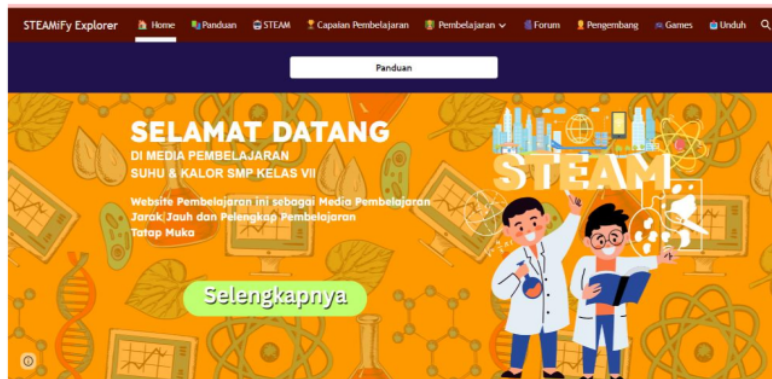 STEAMiFy Explorer Home Panduan STEAM Capaian Pembelajaran Pembelajaran Forum Pengembang Games Unduh
Panduan
SELAMAT DATANG
DI MEDIA PEMBELAJARAN
SUHU & KALOR SMP KELAS VII
Website Pembelajaran ini sebagai Media Pembelajaran
Jarak Jauh dan Pelengkap Pembelajaran
Tatap Muka
Selengkapnya
STEAM